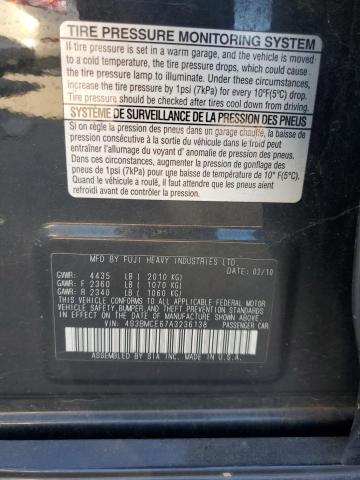 TIRE PRESSURE MONITORING SYSTEM
If tire pressure is set in a warm garage, and the vehicle is moved
to a cold temperature, the tire pressure drops, which could cause
the tire pressure lamp to illuminate. Under these circumstances,
increase the tire pressure by 1psi (7kPa) for every 10°F(5°C) drop.
Tire pressure should be checked after tires cool down from driving.
SYSTÈME DE SURVEILLANCE DE LA PRESSION DES PNEUS
Si on règle la pression des pneus dans un garage chauffé, la baisse de
pression consécutive à la sortie du véhicule dans le froid peut
entraîner l'allumage du voyant d' anomalie de pression des pneus.
Dans ces circonstances, augmenter la pression de gonflage des
pneus de 1psi (7kPa) pour une baisse de température de 10° F(5°C).
Quand le véhicule a roulé, il faut attendre que les pneus aient
refroidi avant d'en contrôler la pression.
MFD BY FUJI HEAVY INDUSTRIES LTD.
DATE: 02/10
GVWR: 4435 LB ( 2010 KG)
GAWR: F 2360 LB ( 1070 KG)
GAWR: R 2340 LB ( 1060 KG)
THIS VEHICLE CONFORMS TO ALL APPLICABLE
FEDERAL MOTOR VEHICLE SAFETY, BUMPER, AND THEFT
PREVENTION STANDARDS IN EFFECT ON THE DATE OF
MANUFACTURE SHOWN ABOVE.
VIN: 4S3BMCE67A3236138 PASSENGER CAR
ASSEMBLED BY SIA INC. MADE IN U.S.A.